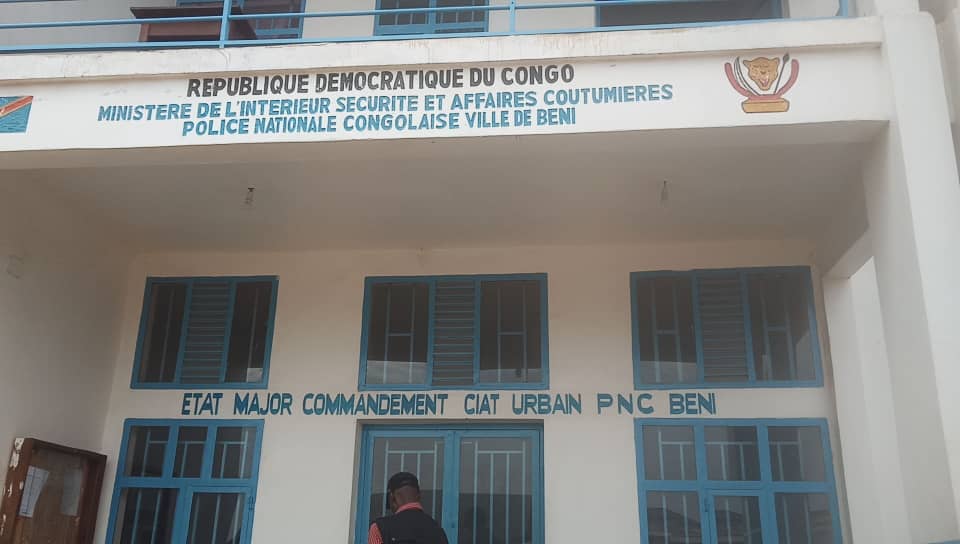 REPUBLIQUE DEMOCRATIQUE DU CONGO
MINISTERE DE L'INTERIEUR SECURITE ET AFFAIRES COUTUMIERES
POLICE NATIONALE CONGOLAISE VILLE DE BENI
ETAT MAJOR COMMANDEMENT CIAT URBAIN PNC BENI